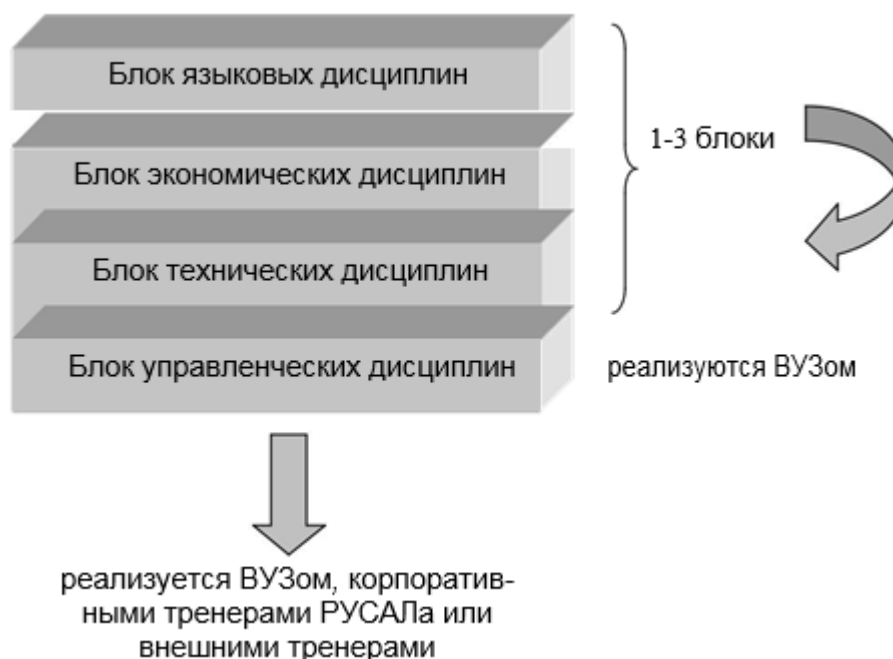 Блок языковых дисциплин
1-3 блоки
Блок экономических дисциплин
Блок технических дисциплин
Блок управленческих дисциплин
реализуются ВУЗом
реализуется ВУЗом, корпоратив-
ными тренерами РУСАЛа или
внешними тренерами